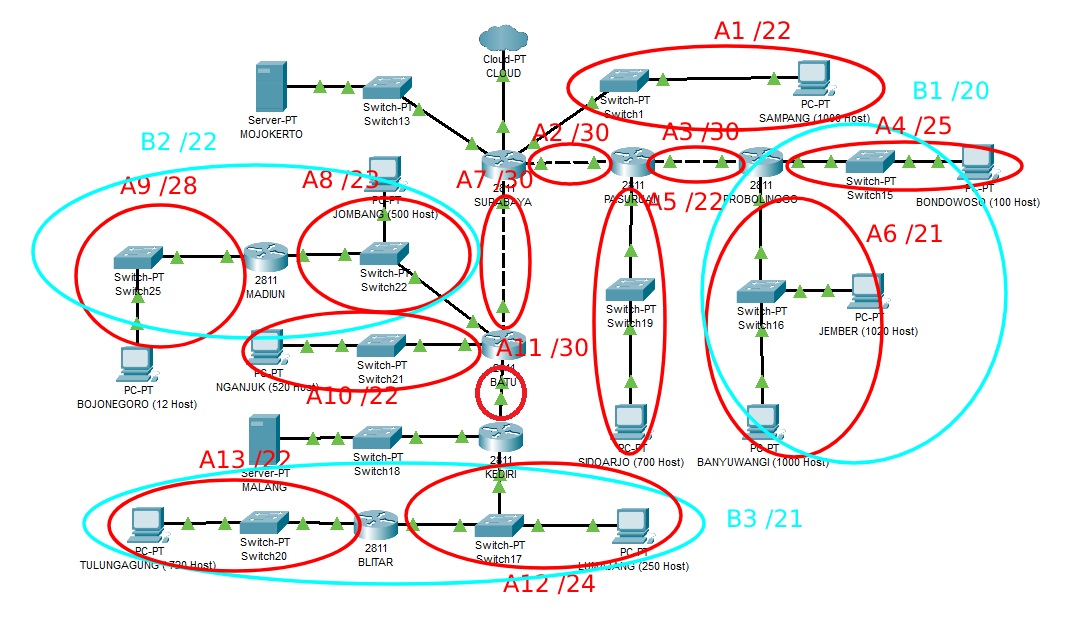 A1 /22
Cloud-PT
CLOUD
Server-PT
MOJOKERTO
Switch-PT
Switch13
Switch-PT
Switch1
PC-PT
SAMPANG (1000 Host)
B1 /20
B2 /22
A2 /30
A3 /30
A4 /25
A9 /28
A8 /23
A7 /30
PC-PT
JOMBANG (500 Host)
2811
SURABAYA
2811
PASURUAN
2811
PROBOLINGGO
Switch-PT
Switch15
PC-PT
BONDOWOSO (100 Host)
A5 /22
A6 /21
Switch-PT
Switch25
2811
MADIUN
Switch-PT
Switch22
Switch-PT
Switch19
Switch-PT
Switch16
PC-PT
JEMBER (1020 Host)
PC-PT
BOJONEGORO (12 Host)
PC-PT
NGANJUK (520 Host)
Switch-PT
Switch21
A11 /30
2811
BATU
A10 /22
Server-PT
MALANG
Switch-PT
Switch18
2811
KEDIRI
PC-PT
SIDOARJO (700 Host)
PC-PT
BANYUWANGI (1000 Host)
A13 /22
B3 /21
PC-PT
TULUNGAGUNG ( 720 Host)
Switch-PT
Switch20
2811
BLITAR
Switch-PT
Switch17
PC-PT
LUMAJANG (250 Host)
A12 /24